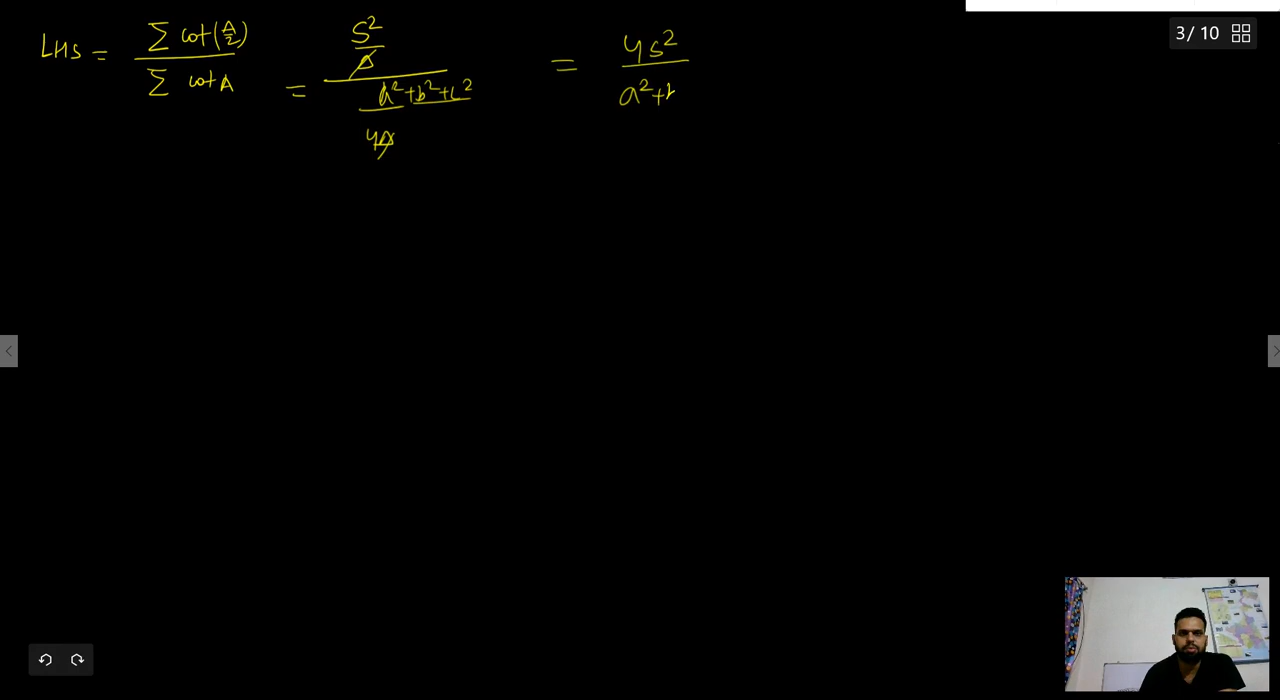 LHS = Σ cot(A/2) / Σ cot A = (S²/Δ) / ((a²+b²+c²)/4Δ) = 4s² / a²+b
3/ 10